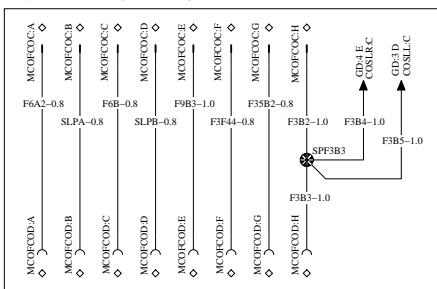 MCOFCOC:A
MCOFCOC:B
MCOFCOC:C
MCOFCOC:D
MCOFCOC:E
MCOFCOC:F
MCOFCOC:G
MCOFCOC:H
GD:4 E
COSLR:C
GD:3 D
COSLL:C
F6A2–0.8
F6B–0.8
F9B3–1.0
F35B2–0.8
SLPA–0.8
SLPB–0.8
F3F44–0.8
F3B2–1.0
F3B4–1.0
F3B5–1.0
SPF3B3
F3B3–1.0
MCOFCOD:A
MCOFCOD:B
MCOFCOD:C
MCOFCOD:D
MCOFCOD:E
MCOFCOD:F
MCOFCOD:G
MCOFCOD:H